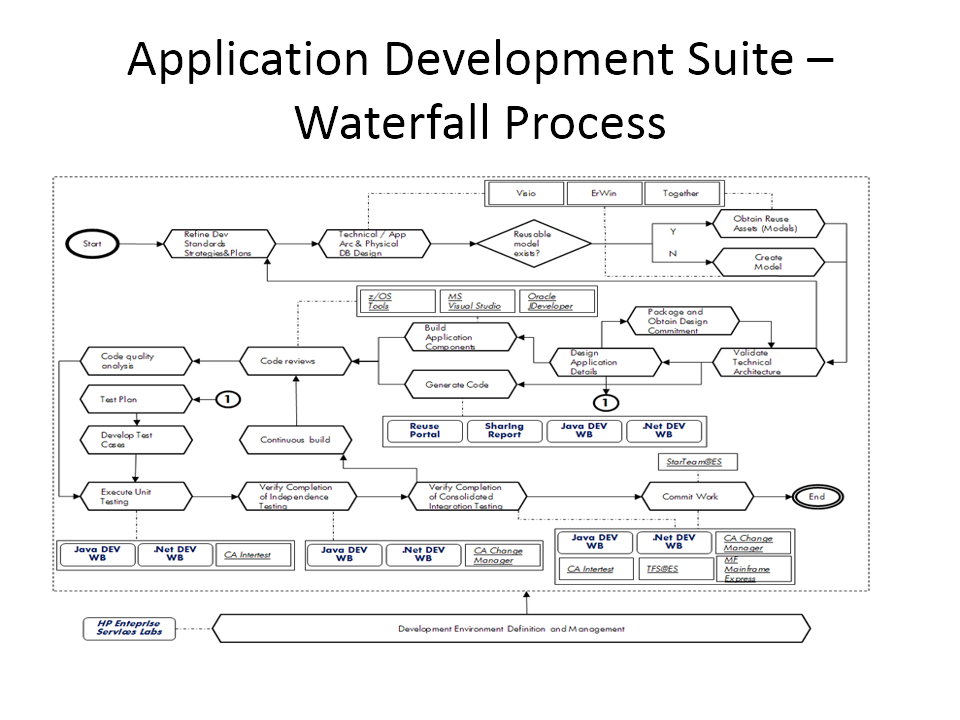 Application Development Suite –
Waterfall Process
Visio
ErWin
Together
Start
Refine Dev
Standards
Strategies&Plans
Technical / App
Arc & Physical
DB Design
Reusable
model
exists?
Y
N
Obtain Reuse
Assets (Models)
Create
Model
z/OS
Tools
MS
Visual Studio
Oracle
JDeveloper
Package and
Obtain Design
Commitment
Build
Application
Components
Code quality
analysis
Code reviews
Design
Application
Details
Validate
Technical
Architecture
Generate Code
Test Plan
1
1
Reuse
Portal
Sharing
Report
Java DEV
WB
.Net DEV
WB
Develop Test
Cases
Continuous build
StarTeam@ES
Execute Unit
Testing
Verify Completion
of Independence
Testing
Verify Completion
of Consolidated
Integration Testing
Commit Work
End
Java DEV
WB
.Net DEV
WB
CA Intertest
Java DEV
WB
.Net DEV
WB
CA Change
Manager
Java DEV
WB
.Net DEV
WB
CA Change
Manager
CA Intertest
TFS@ES
MF
Mainframe
Express
HP Enteprise
Services Labs
Development Environment Definition and Management